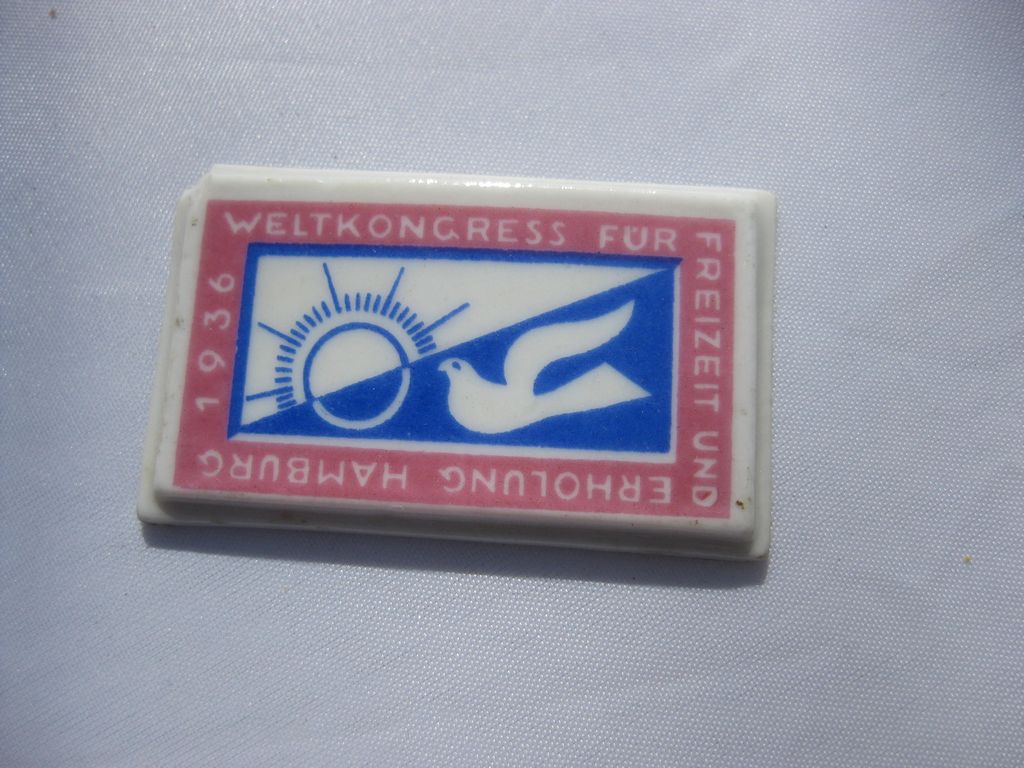 WELTKONGRESS FÜR
FREIZEIT UND
ERHOLUNG HAMBURG
1936